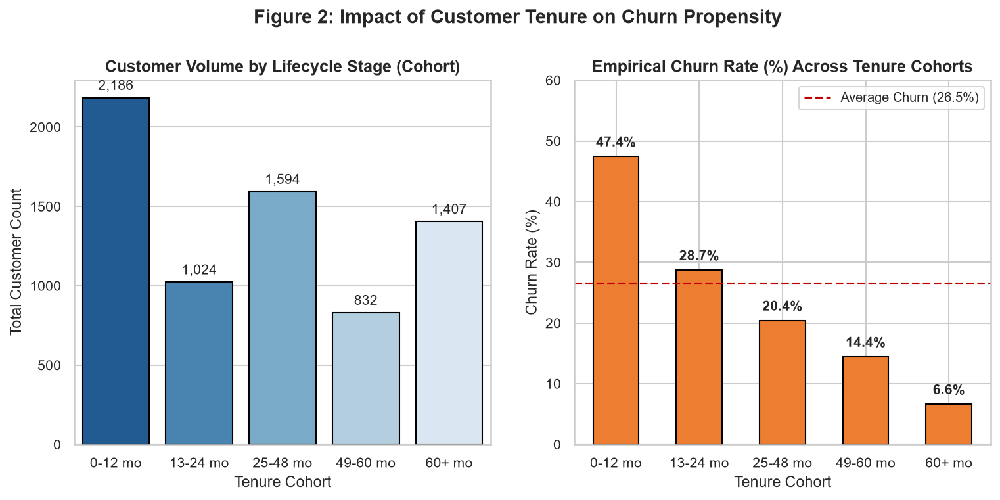 Figure 2: Impact of Customer Tenure on Churn Propensity
Customer Volume by Lifecycle Stage (Cohort)
Total Customer Count
2000
1500
1000
500
0
2,186
1,024
1,594
832
1,407
0-12 mo
13-24 mo
25-48 mo
49-60 mo
60+ mo
Tenure Cohort
Empirical Churn Rate (%) Across Tenure Cohorts
Average Churn (26.5%)
Churn Rate (%)
60
50
40
30
20
10
0
47.4%
28.7%
20.4%
14.4%
6.6%
0-12 mo
13-24 mo
25-48 mo
49-60 mo
60+ mo
Tenure Cohort